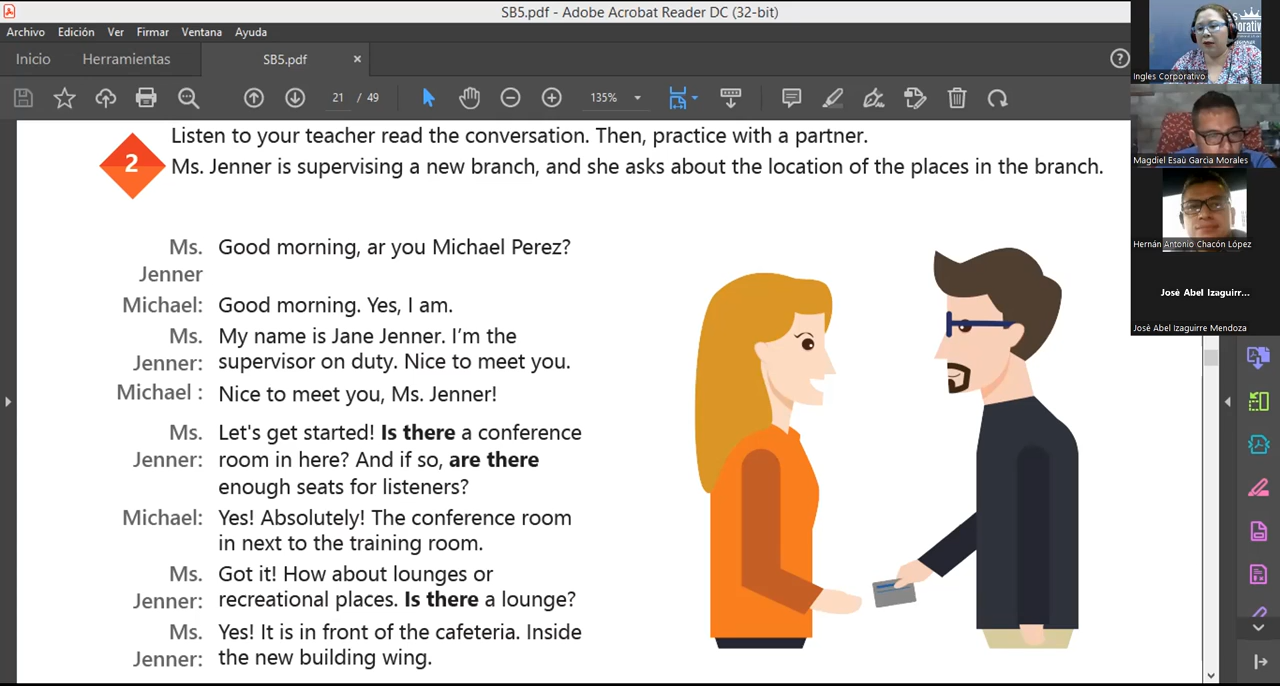 SB5.pdf - Adobe Acrobat Reader DC (32-bit)
Archivo Edición Ver Firmar Ventana Ayuda
Inicio Herramientas SB5.pdf ×
21 / 49 135%
Listen to your teacher read the conversation. Then, practice with a partner.
2
Ms. Jenner is supervising a new branch, and she asks about the location of the places in the branch.
Ms. Good morning, ar you Michael Perez?
Jenner
Michael: Good morning. Yes, I am.
Ms. My name is Jane Jenner. I'm the
Jenner: supervisor on duty. Nice to meet you.
Michael : Nice to meet you, Ms. Jenner!
Ms. Let's get started! Is there a conference
Jenner: room in here? And if so, are there
enough seats for listeners?
Michael: Yes! Absolutely! The conference room
in next to the training room.
Ms. Got it! How about lounges or
Jenner: recreational places. Is there a lounge?
Ms. Yes! It is in front of the cafeteria. Inside
Jenner: the new building wing.
Ingles Corporativo
Magdiel Esaù Garcia Morales
Hernán Antonio Chacón López
Josè Abel Izaguirr...
Josè Abel Izaguirre Mendoza